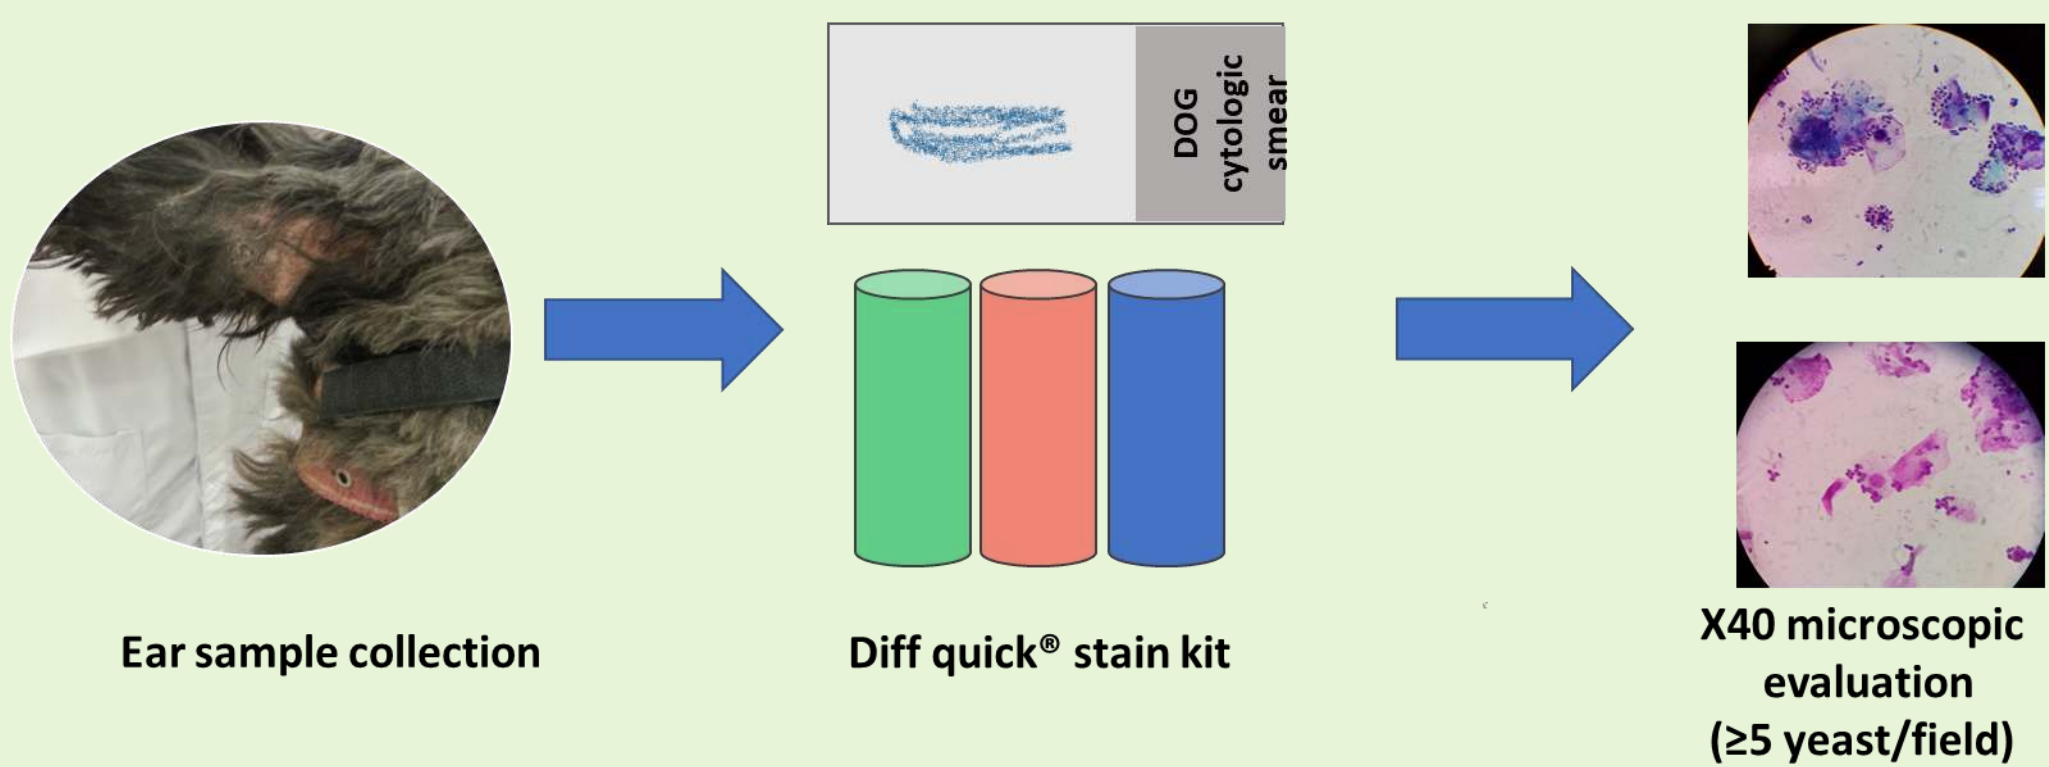 DOG
cytologic
smear
Ear sample collection
Diff quick® stain kit
X40 microscopic
evaluation
(≥5 yeast/field)